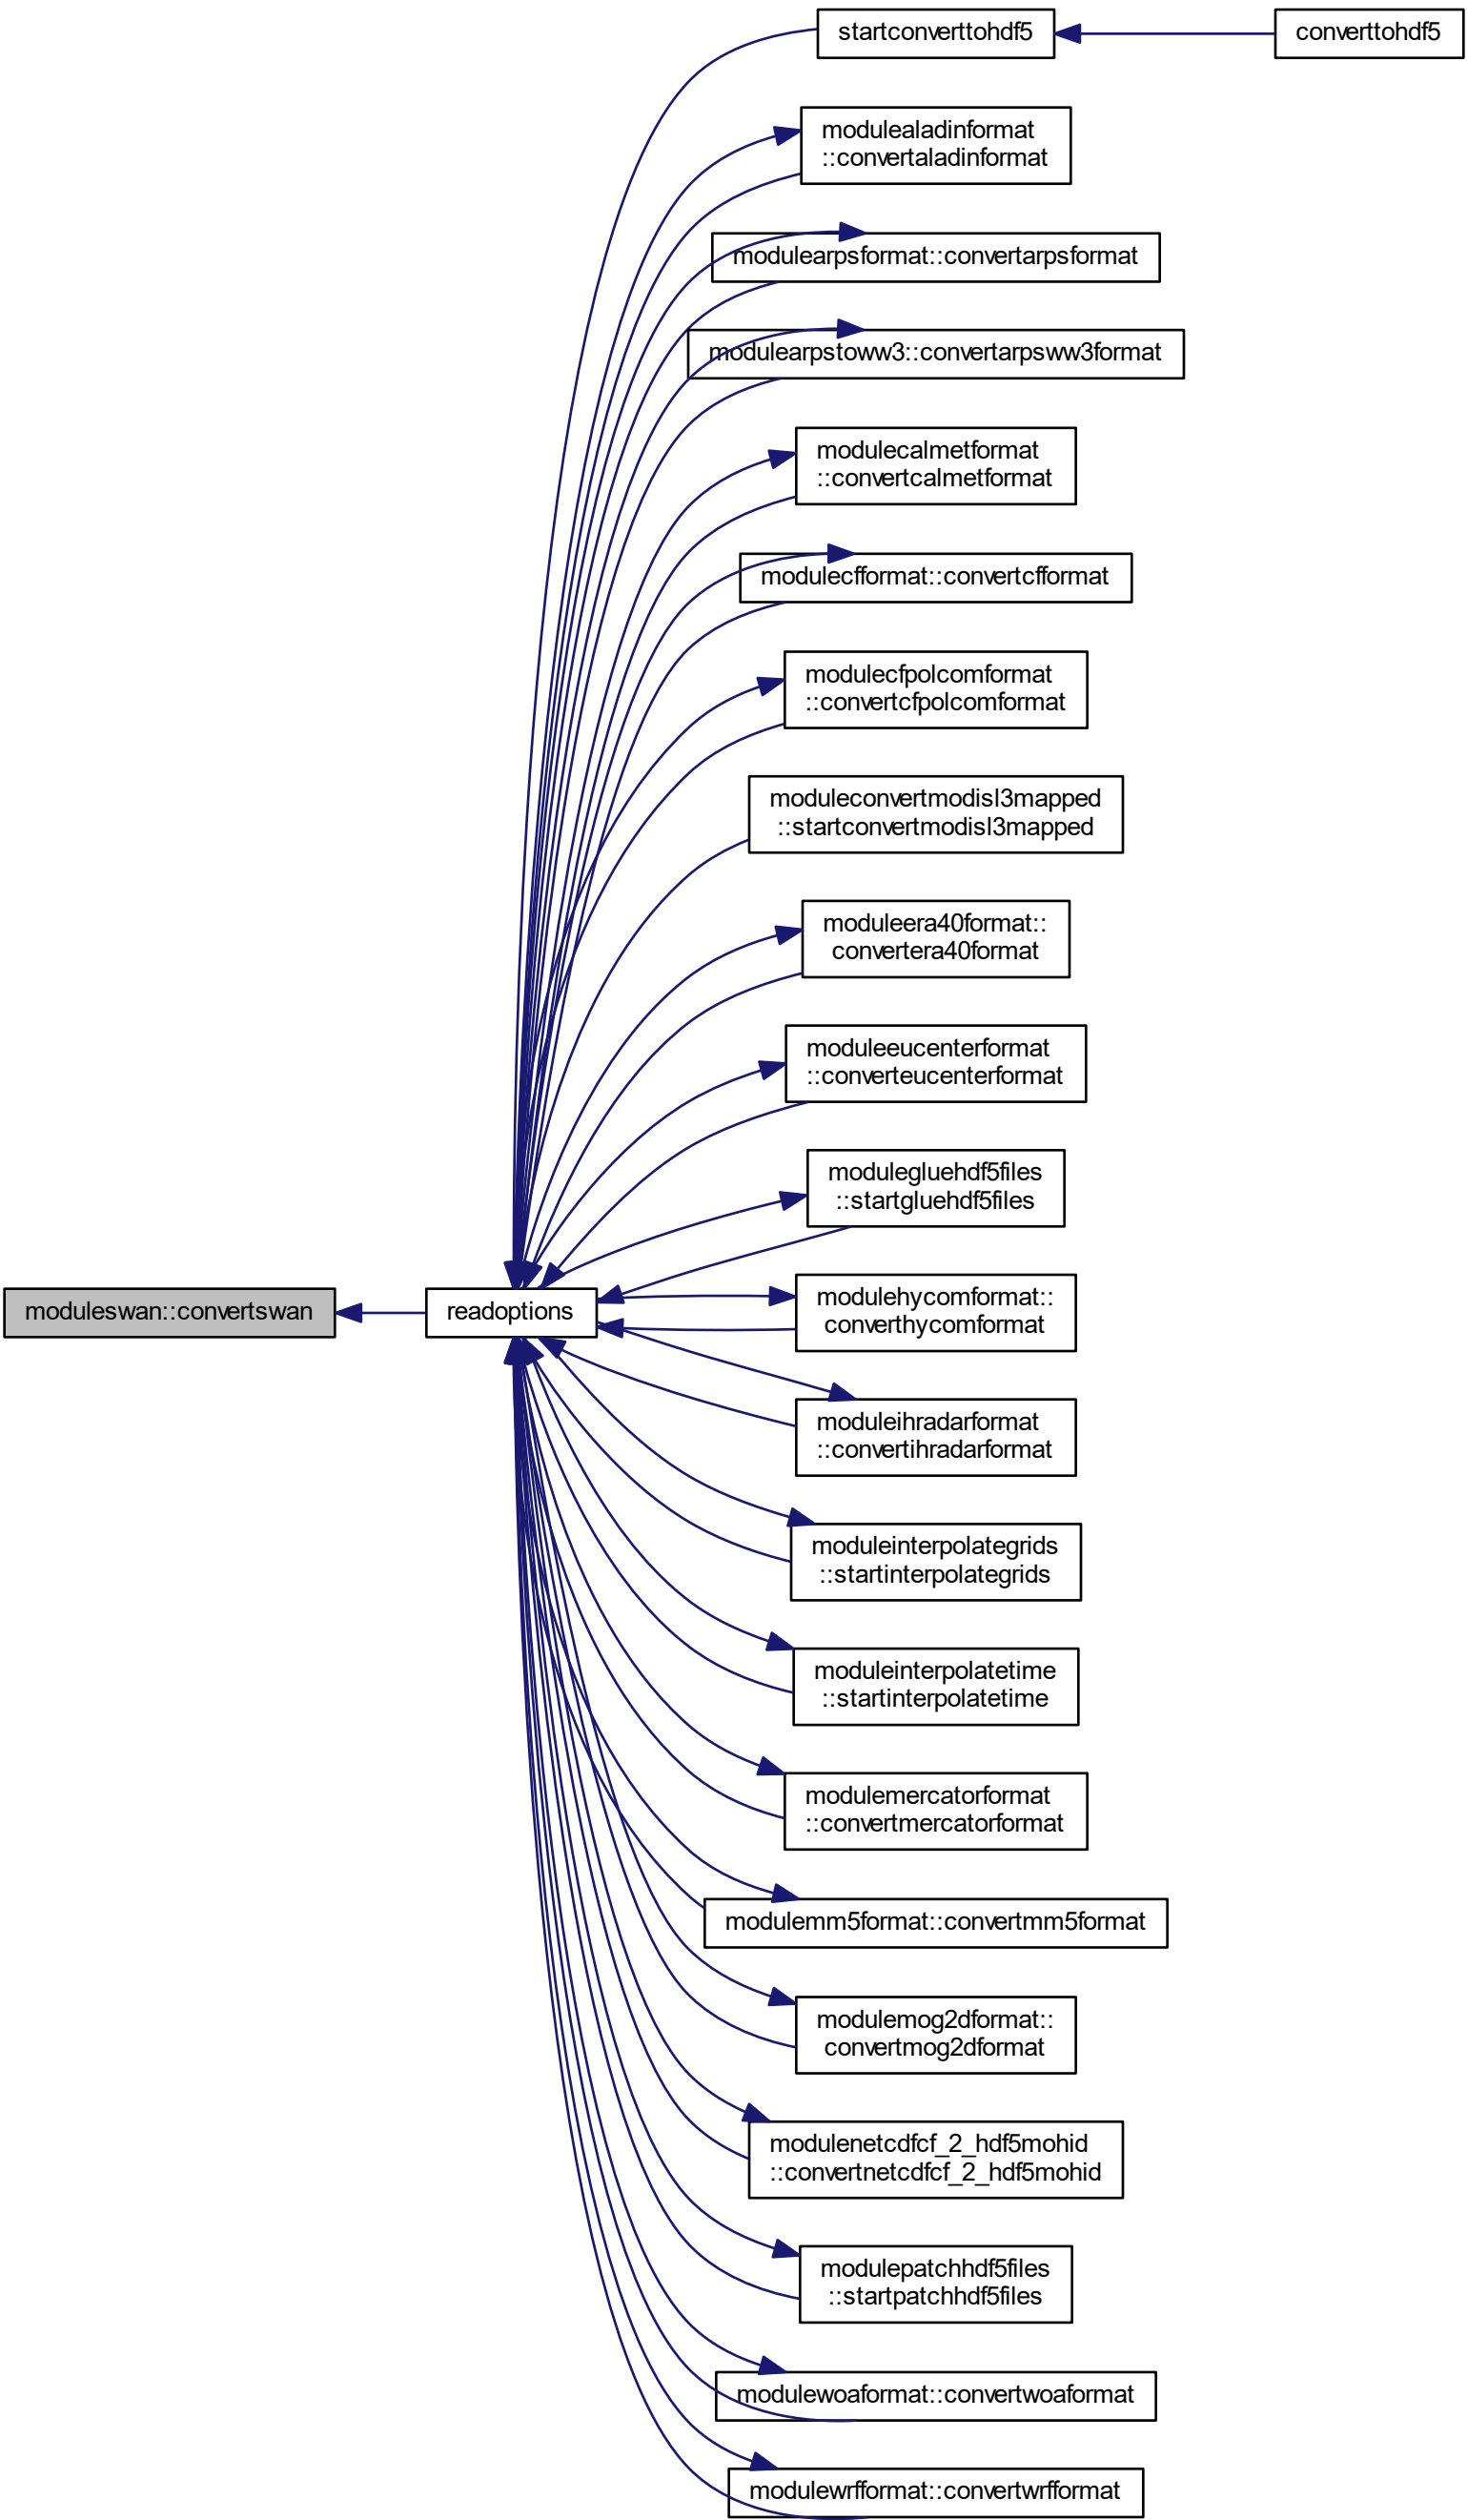 startconverttohdf5
converttohdf5
modulealadinformat
::convertaladinformat
modulearpsformat::convertarpsformat
modulearpstoww3::convertarpsww3format
modulecalmetformat
::convertcalmetformat
modulecfformat::convertcfformat
modulecfpolcomformat
::convertcfpolcomformat
moduleconvertmodisl3mapped
::startconvertmodisl3mapped
moduleera40format::
convertera40format
moduleeucenterformat
::converteucenterformat
modulegluehdf5files
::startgluehdf5files
moduleswan::convertswan
readoptions
modulehycomformat::
converthycomformat
moduleihradarformat
::convertihradarformat
moduleinterpolategrids
::startinterpolategrids
moduleinterpolatetime
::startinterpolatetime
modulemercatorformat
::convertmercatorformat
modulemm5format::convertmm5format
modulemog2dformat::
convertmog2dformat
modulenetcdfcf_2_hdf5mohid
::convertnetcdfcf_2_hdf5mohid
modulepatchhdf5files
::startpatchhdf5files
modulewoaformat::convertwoaformat
modulewrfformat::convertwrfformat